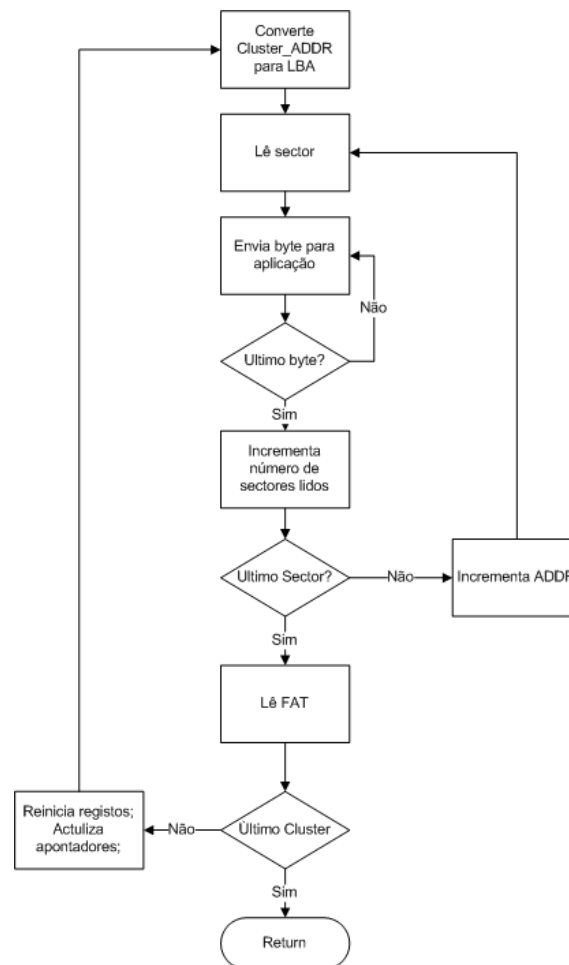 Converte
Cluster_ADDR
para LBA
Lê sector
Envia byte para
aplicação
Não
Ultimo byte?
Sim
Incrementa
número de
sectores lidos
Ultimo Sector?
Não
Incrementa ADDR
Sim
Lê FAT
Reinicia registos;
Actuliza
apontadores;
Não
Último Cluster
Sim
Return